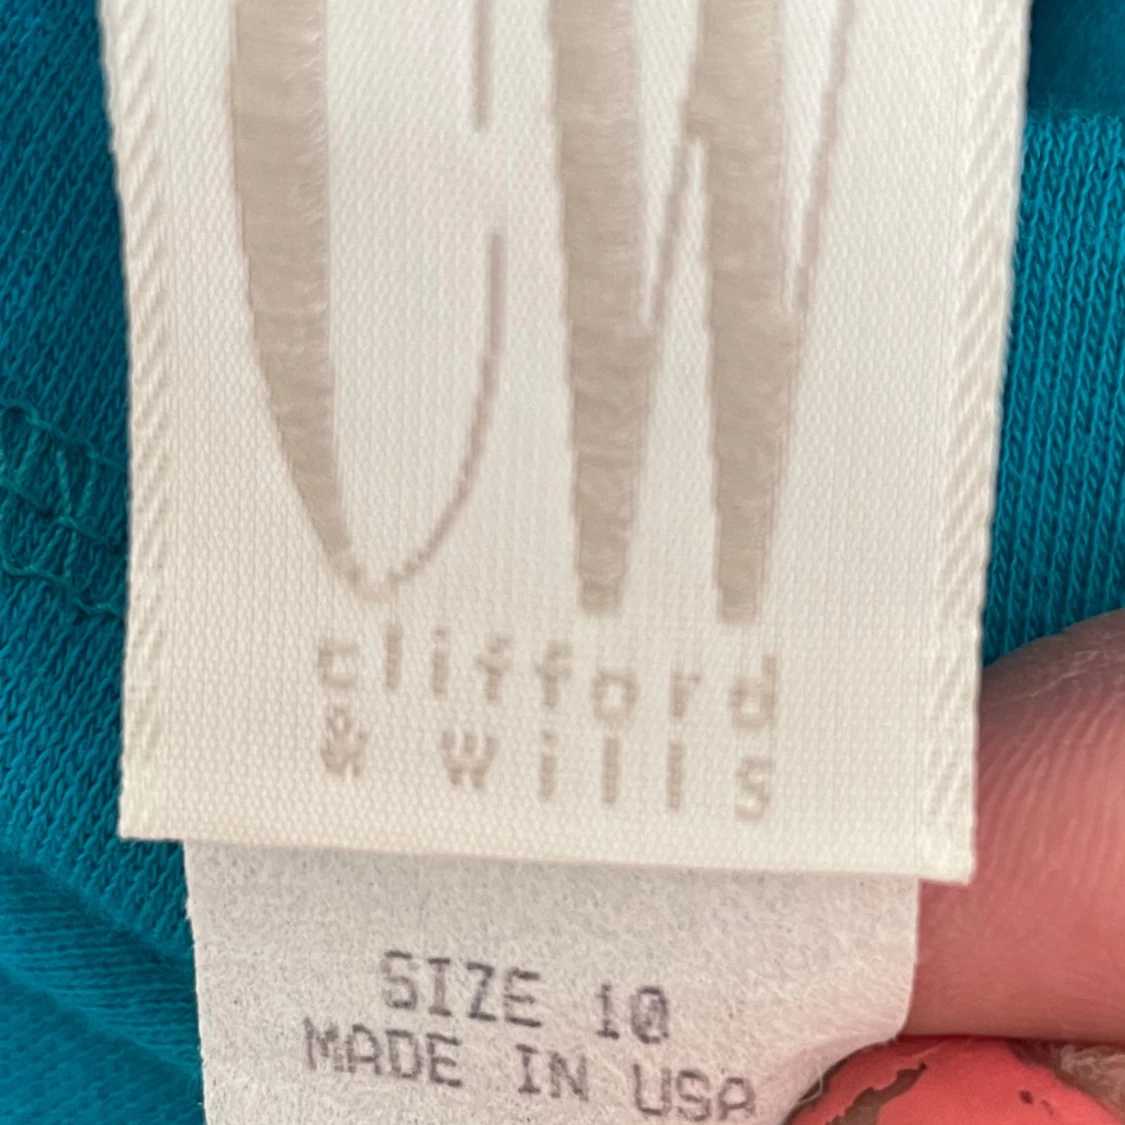 CW
Clifford
& Wills
SIZE 10
MADE IN USA